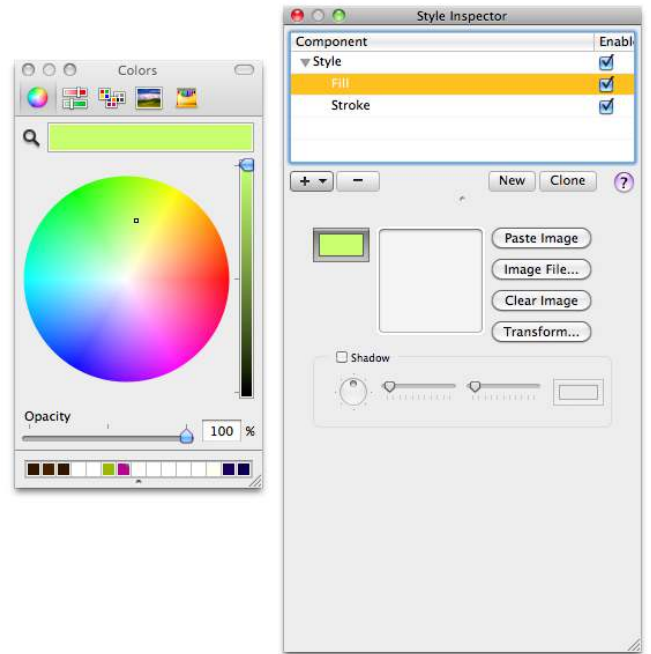 Colors
Opacity
100 %
Style Inspector
Component Enabl
Style
Fill
Stroke
+ −
New Clone ?
Paste Image
Image File...
Clear Image
Transform...
Shadow